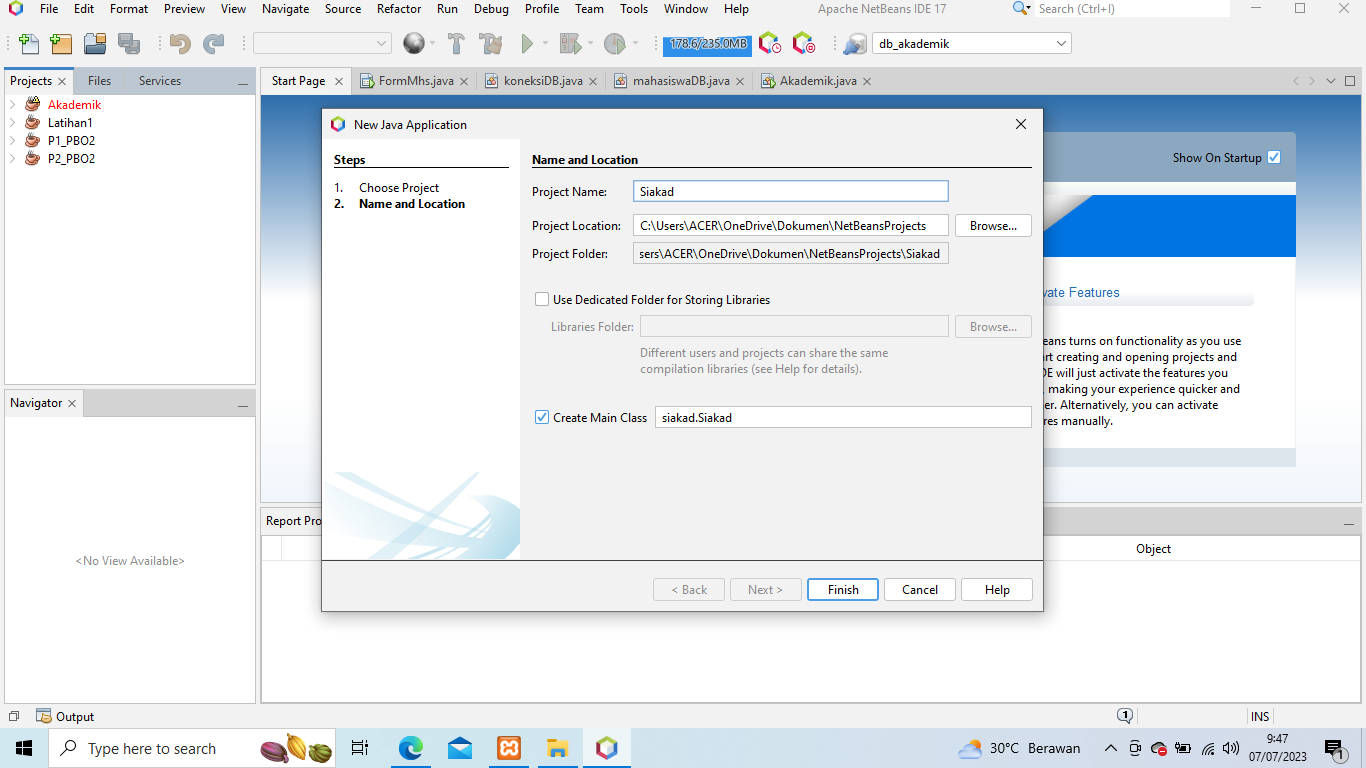 File Edit Format Preview View Navigate Source Refactor Run Debug Profile Team Tools Window Help Apache NetBeans IDE 17 Search (Ctrl+I)
178.6/235.0MB db_akademik
Projects Files Services Start Page FormMhs.java koneksiDB.java mahasiswaDB.java Akademik.java
Akademik
Latihan1
P1_PBO2
P2_PBO2
Navigator
<No View Available>
New Java Application
Steps
1. Choose Project
2. Name and Location
Name and Location
Project Name: Siakad
Project Location: C:\Users\ACER\OneDrive\Dokumen\NetBeansProjects Browse...
Project Folder: sers\ACER\OneDrive\Dokumen\NetBeansProjects\Siakad
Use Dedicated Folder for Storing Libraries
Libraries Folder: Browse...
Different users and projects can share the same
compilation libraries (see Help for details).
Create Main Class siakad.Siakad
< Back Next > Finish Cancel Help
Show On Startup
vate Features
eans turns on functionality as you use
rt creating and opening projects and
DE will just activate the features you
, making your experience quicker and
er. Alternatively, you can activate
res manually.
Report Pro
Object
Output 1 INS
Type here to search 30°C Berawan 9:47
07/07/2023 1